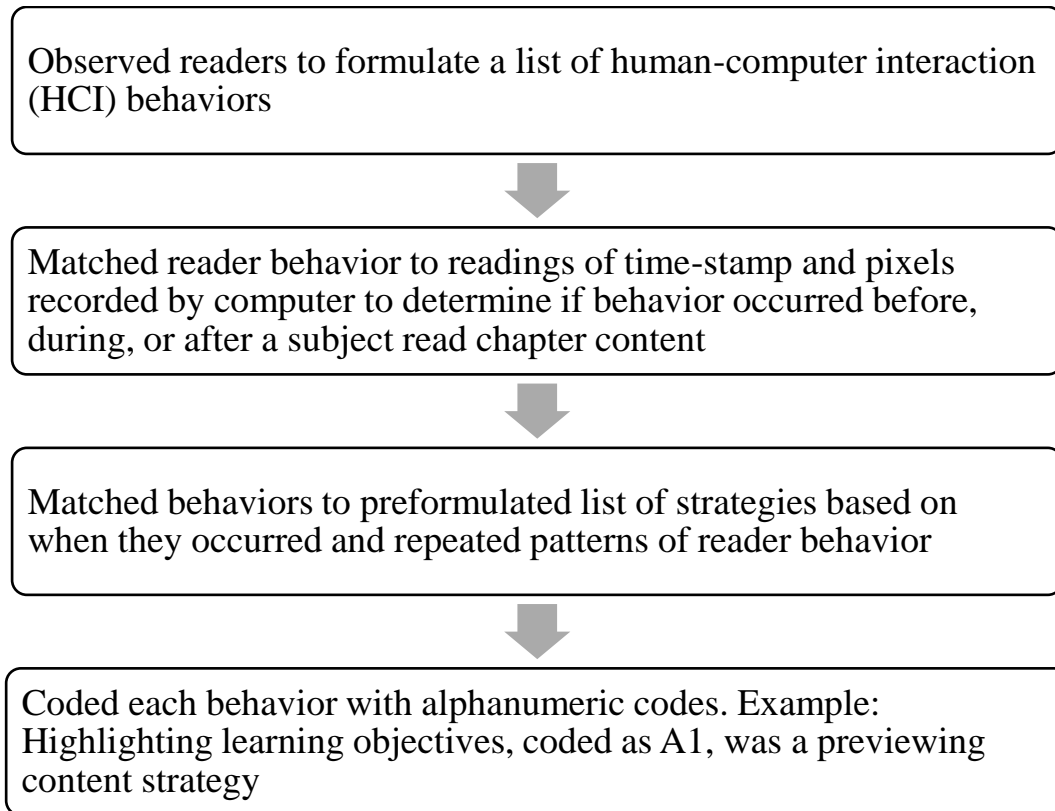 Observed readers to formulate a list of human-computer interaction
(HCI) behaviors
Matched reader behavior to readings of time-stamp and pixels
recorded by computer to determine if behavior occurred before,
during, or after a subject read chapter content
Matched behaviors to preformulated list of strategies based on
when they occurred and repeated patterns of reader behavior
Coded each behavior with alphanumeric codes. Example:
Highlighting learning objectives, coded as A1, was a previewing
content strategy